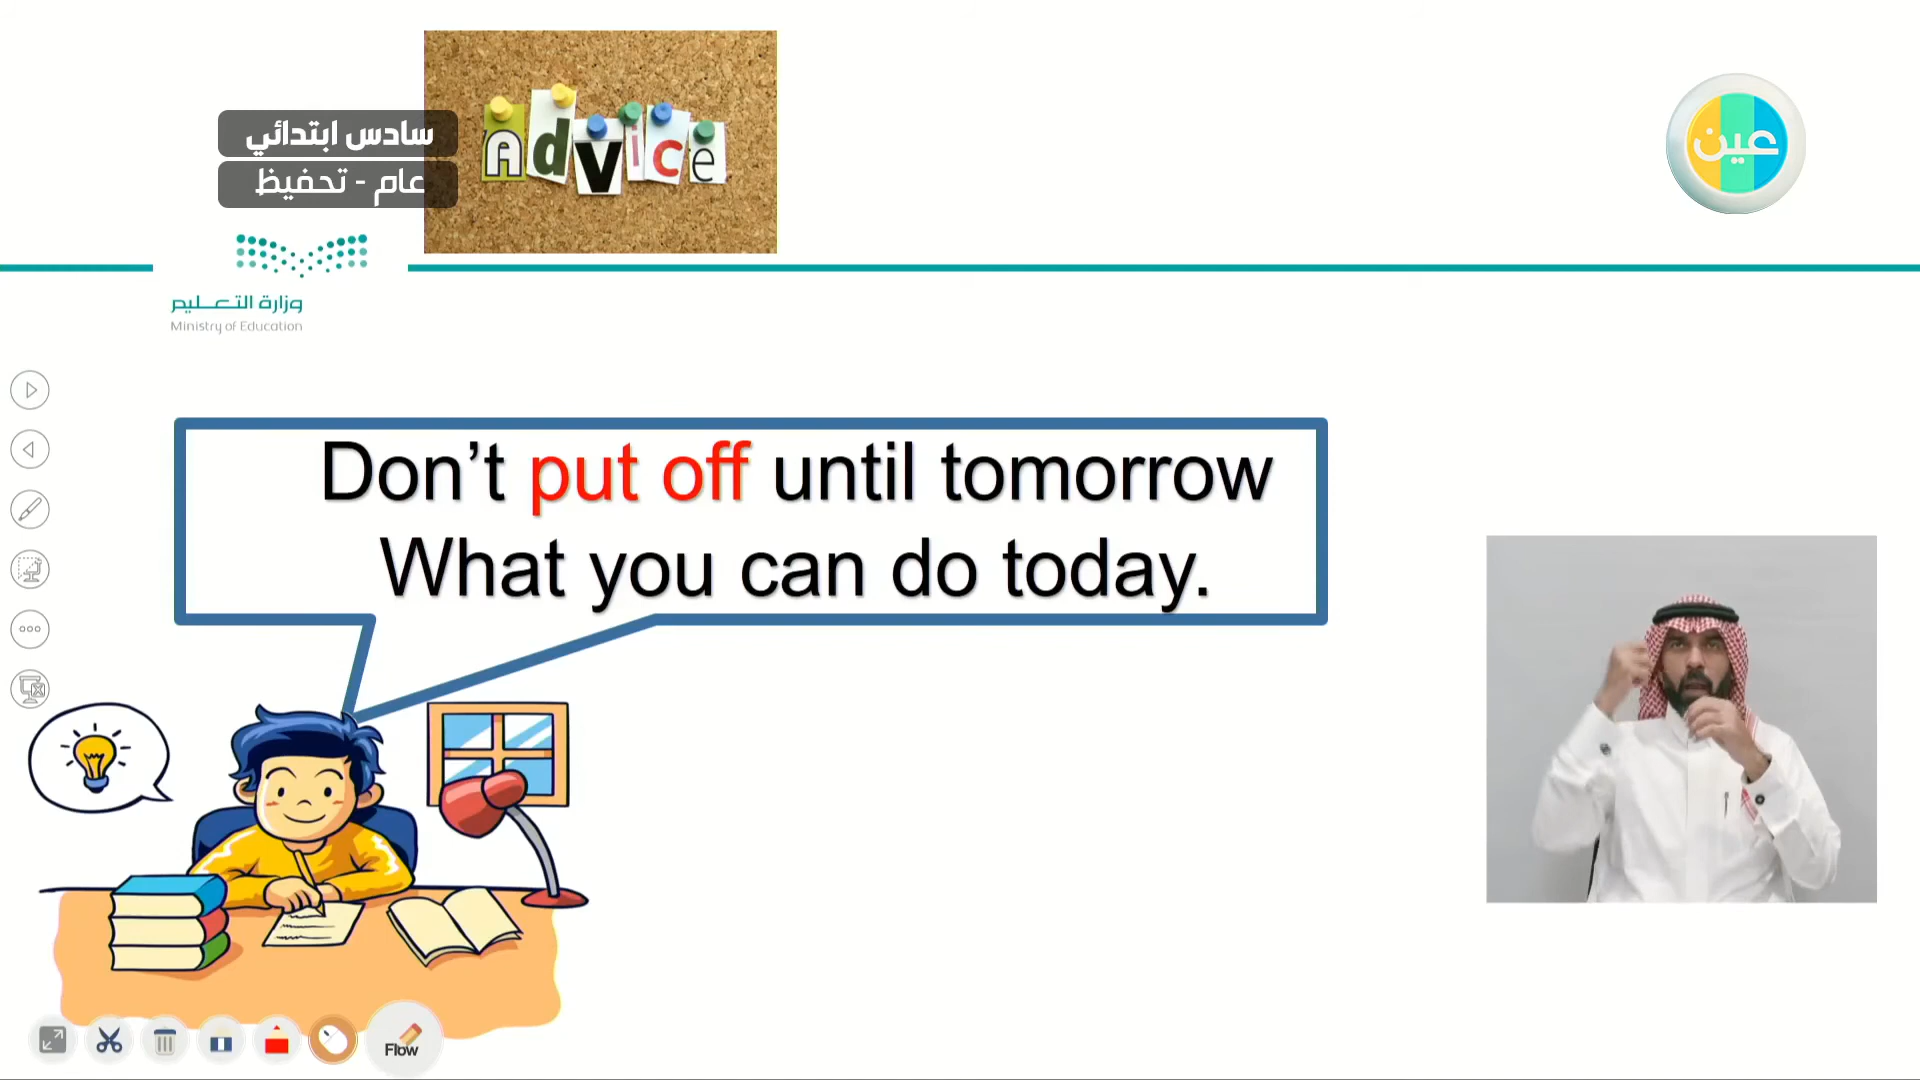 Advice
سادس ابتدائي
عام - تحفيظ
عين
وزارة التعليم
Ministry of Education
Don’t put off until tomorrow
What you can do today.
Flow